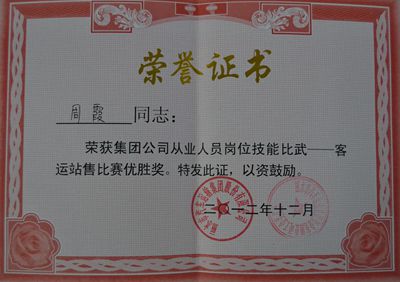 荣誉证书
周霞 同志：
荣获集团公司从业人员岗位技能比武——客
运站售比赛优胜奖。特发此证，以资鼓励。
二〇一二年十二月